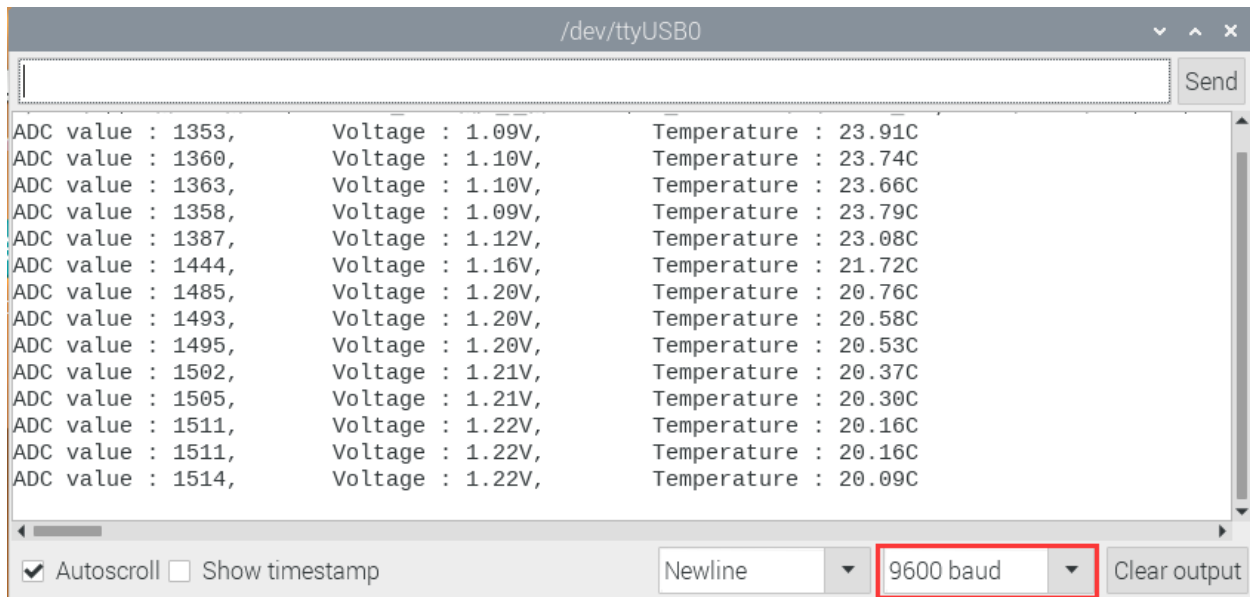 /dev/ttyUSB0
Send
ADC value : 1353, Voltage : 1.09V, Temperature : 23.91C
ADC value : 1360, Voltage : 1.10V, Temperature : 23.74C
ADC value : 1363, Voltage : 1.10V, Temperature : 23.66C
ADC value : 1358, Voltage : 1.09V, Temperature : 23.79C
ADC value : 1387, Voltage : 1.12V, Temperature : 23.08C
ADC value : 1444, Voltage : 1.16V, Temperature : 21.72C
ADC value : 1485, Voltage : 1.20V, Temperature : 20.76C
ADC value : 1493, Voltage : 1.20V, Temperature : 20.58C
ADC value : 1495, Voltage : 1.20V, Temperature : 20.53C
ADC value : 1502, Voltage : 1.21V, Temperature : 20.37C
ADC value : 1505, Voltage : 1.21V, Temperature : 20.30C
ADC value : 1511, Voltage : 1.22V, Temperature : 20.16C
ADC value : 1511, Voltage : 1.22V, Temperature : 20.16C
ADC value : 1514, Voltage : 1.22V, Temperature : 20.09C
Autoscroll Show timestamp Newline 9600 baud Clear output